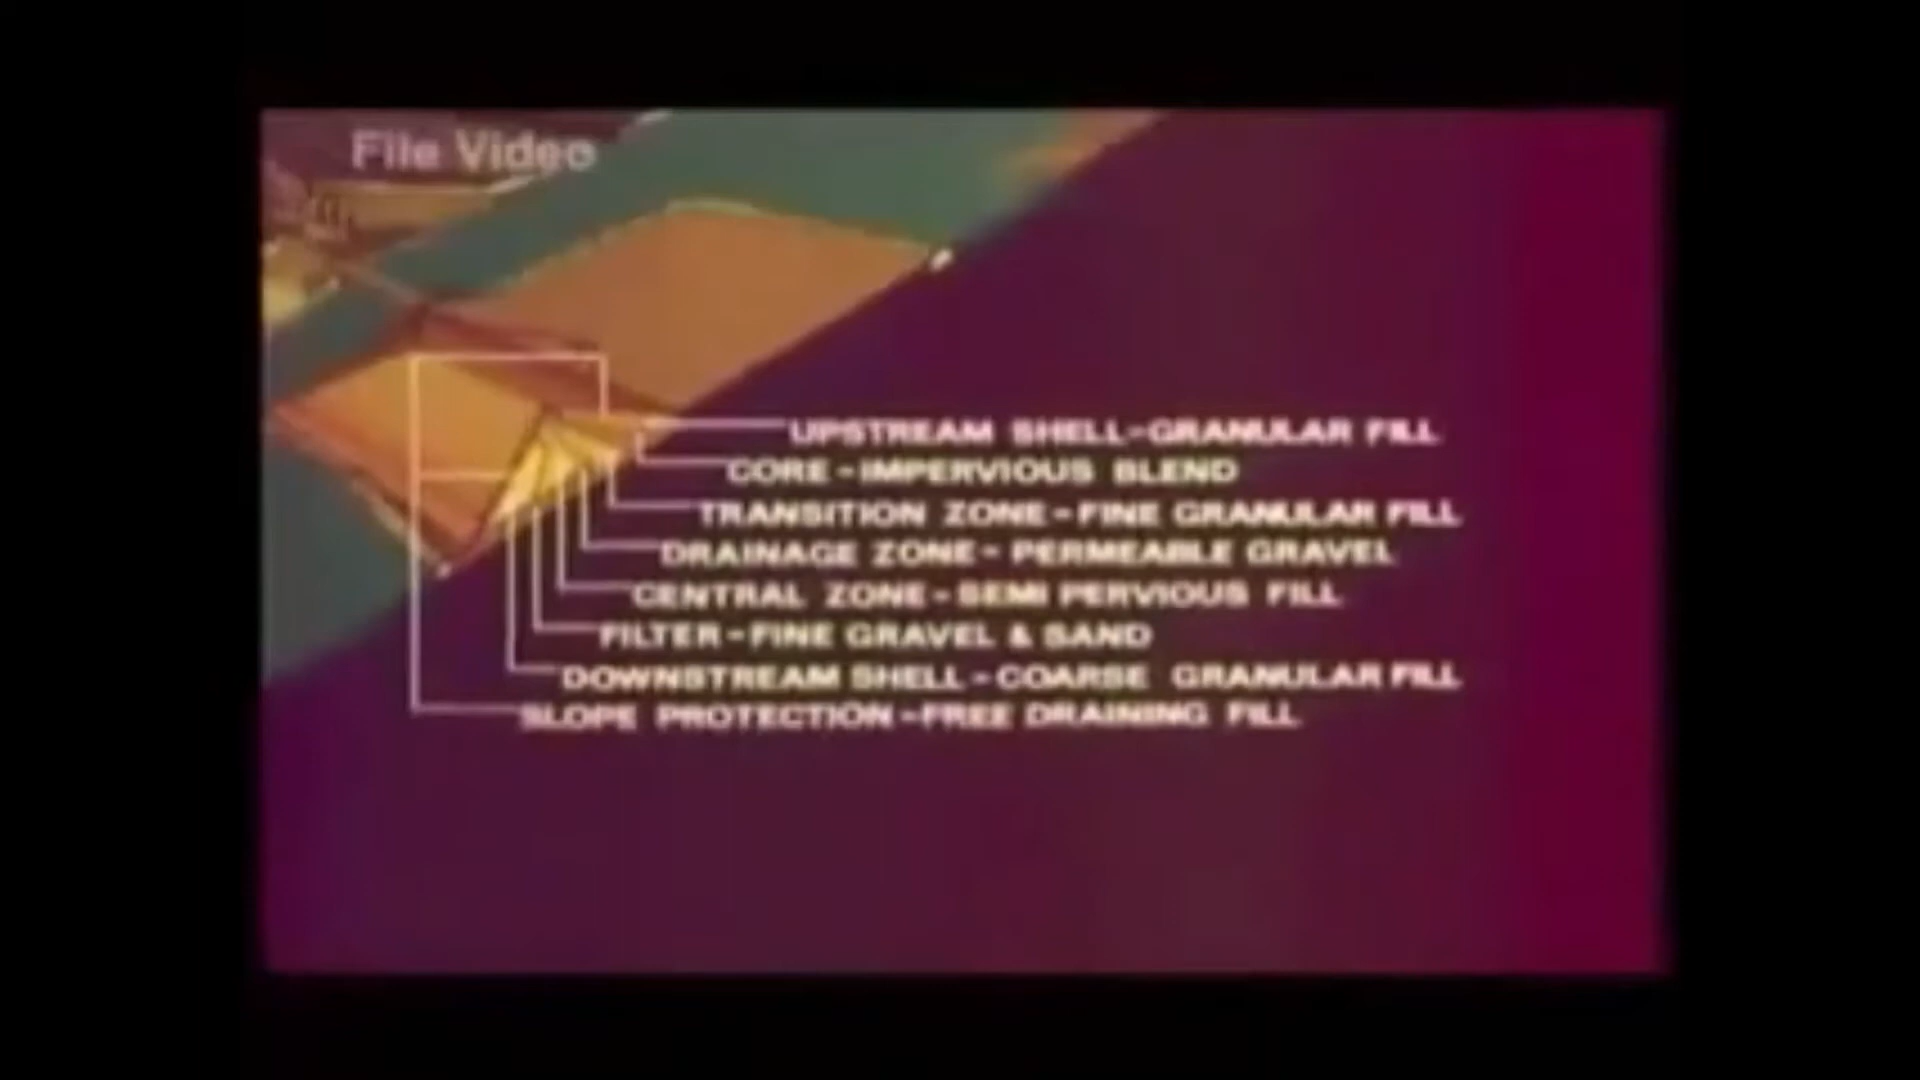 File Video
UPSTREAM SHELL-GRANULAR FILL
CORE-IMPERVIOUS BLEND
TRANSITION ZONE-FINE GRANULAR FILL
DRAINAGE ZONE-PERMEABLE GRAVEL
CENTRAL ZONE-SEMI PERVIOUS FILL
FILTER-FINE GRAVEL & SAND
DOWNSTREAM SHELL-COARSE GRANULAR FILL
SLOPE PROTECTION-FREE DRAINING FILL